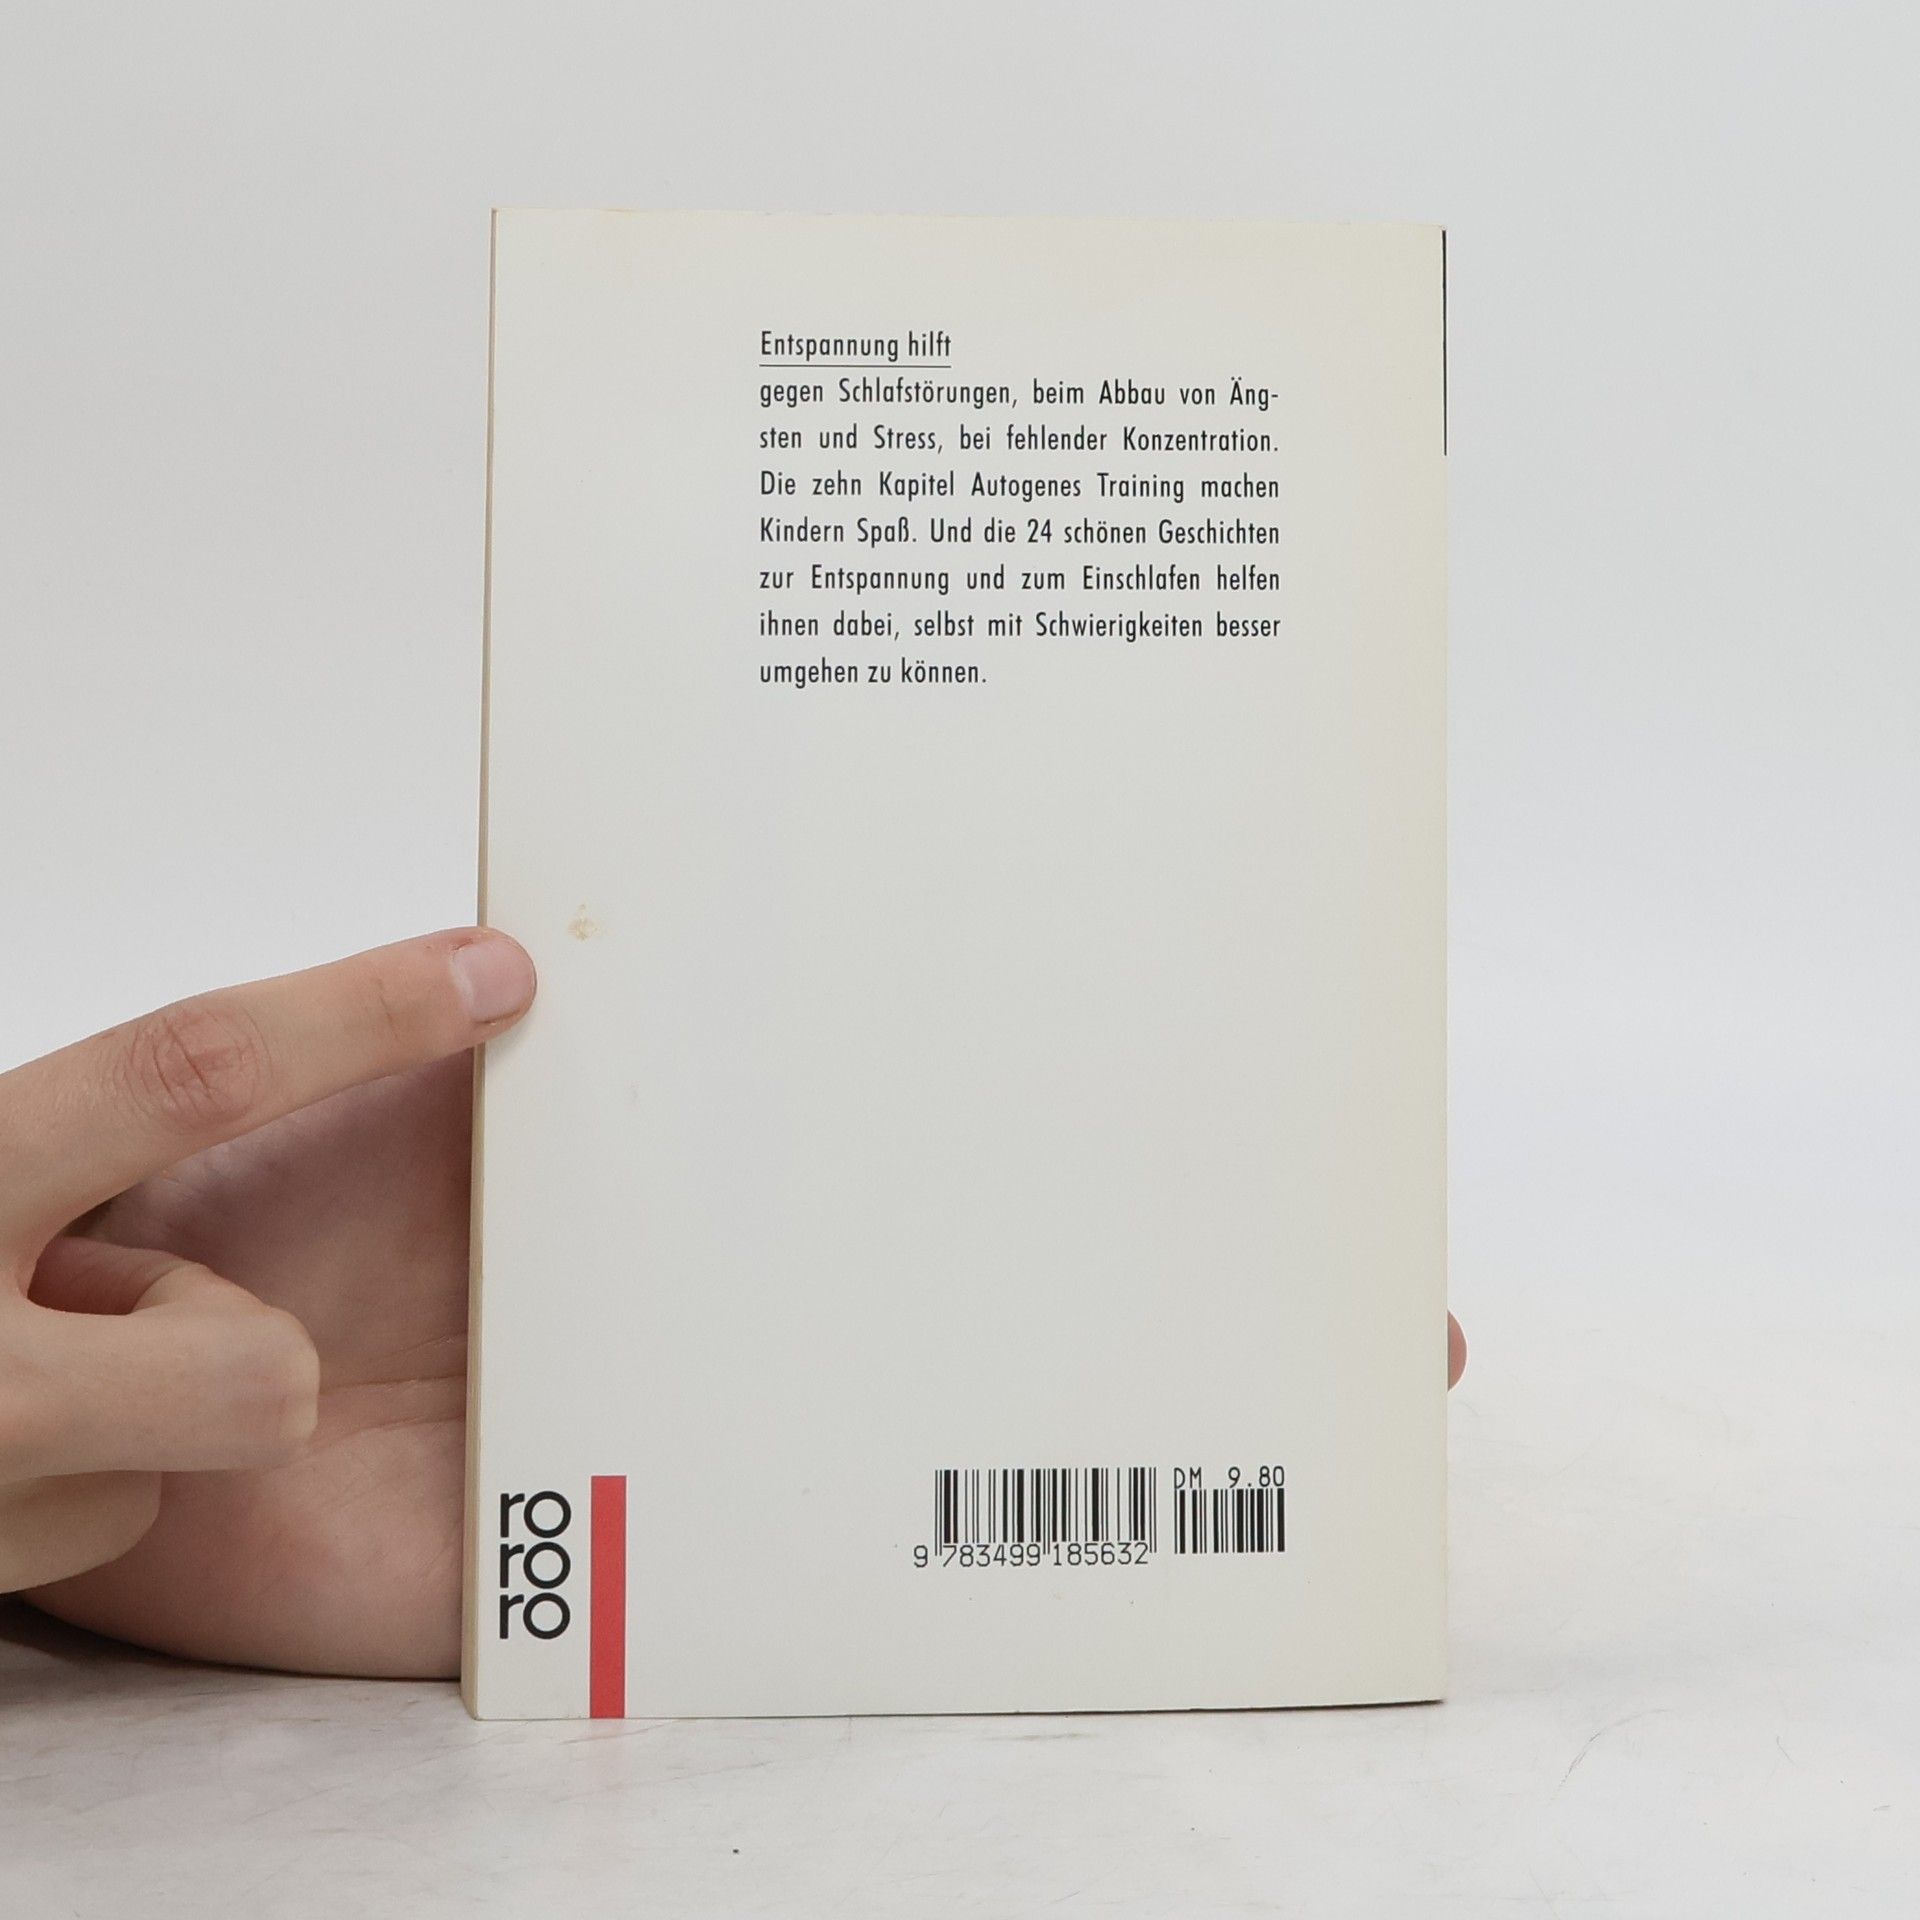 Entspannung hilft
gegen Schlafstörungen, beim Abbau von Äng-
sten und Stress, bei fehlender Konzentration.
Die zehn Kapitel Autogenes Training machen
Kindern Spaß. Und die 24 schönen Geschichten
zur Entspannung und zum Einschlafen helfen
ihnen dabei, selbst mit Schwierigkeiten besser
umgehen zu können.
DM 9.80
9 783499 185632
ro
ro
ro